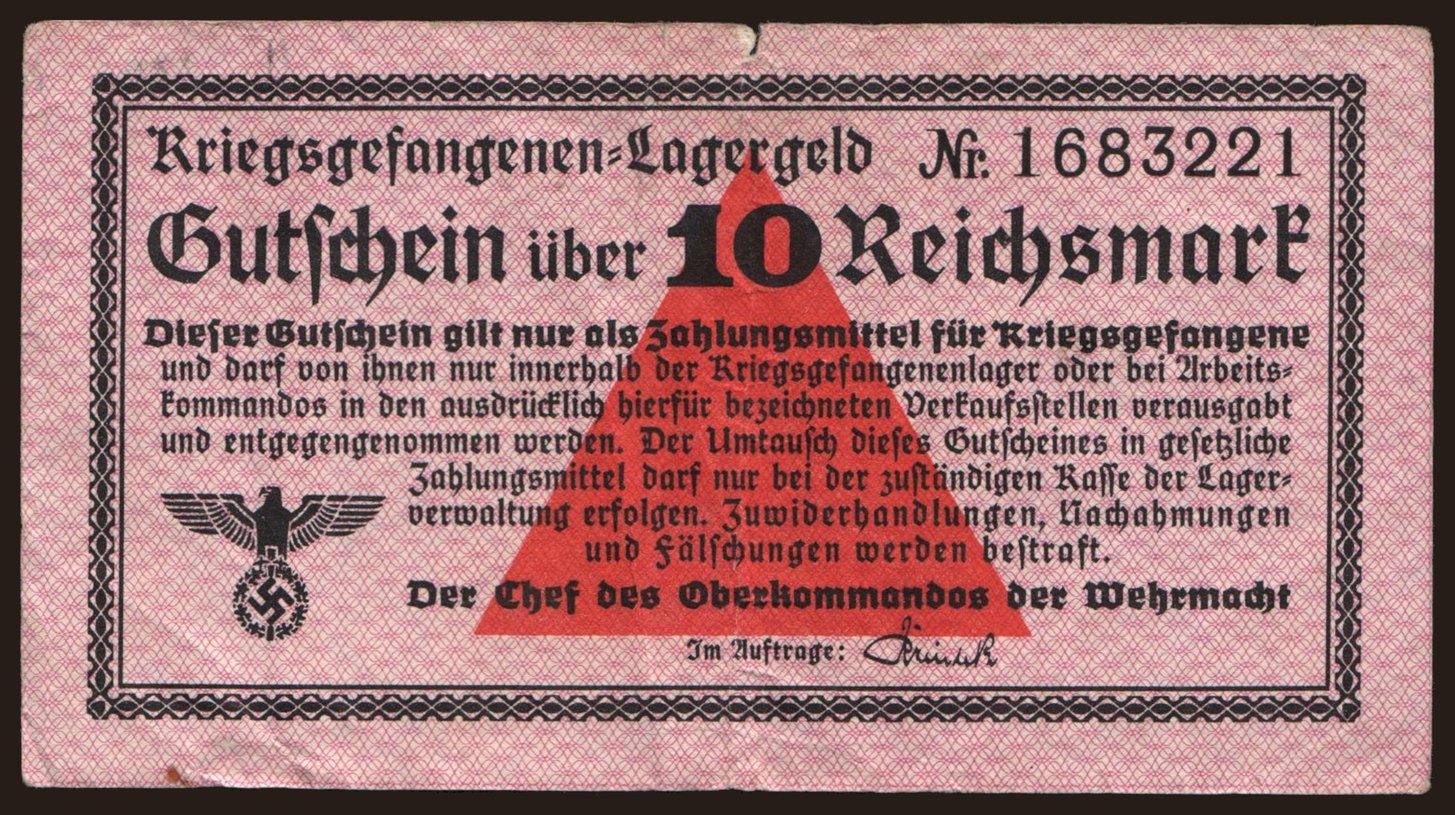 Kriegsgefangenen-Lagergeld Nr. 1683221
Gutschein über 10 Reichsmark
Dieser Gutschein gilt nur als Zahlungsmittel für Kriegsgefangene
und darf von ihnen nur innerhalb der Kriegsgefangenenlager oder bei Arbeits-
kommandos in den ausdrücklich hierfür bezeichneten Verkaufsstellen verausgabt
und entgegengenommen werden. Der Umtausch dieses Gutscheines in gesetzliche
Zahlungsmittel darf nur bei der zuständigen Kasse der Lager-
verwaltung erfolgen. Zuwiderhandlungen, Nachahmungen
und Fälschungen werden bestraft.
Der Chef des Oberkommandos der Wehrmacht
Im Auftrage: